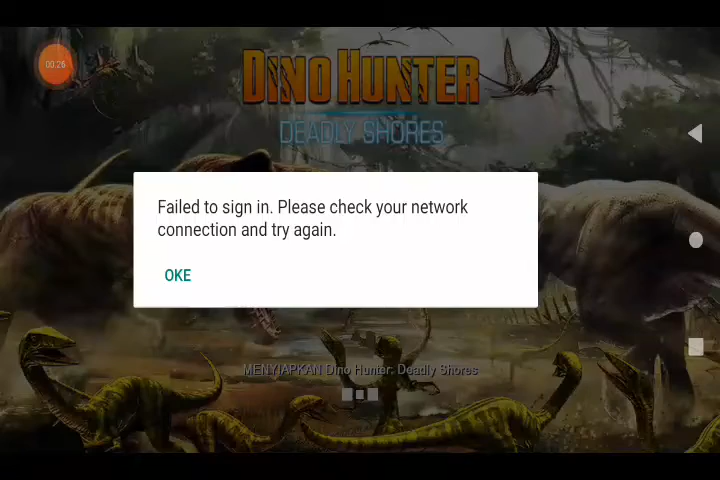 00:26
DINO HUNTER
DEADLY SHORES
Failed to sign in. Please check your network
connection and try again.
OKE
MENYIAPKAN Dino Hunter: Deadly Shores